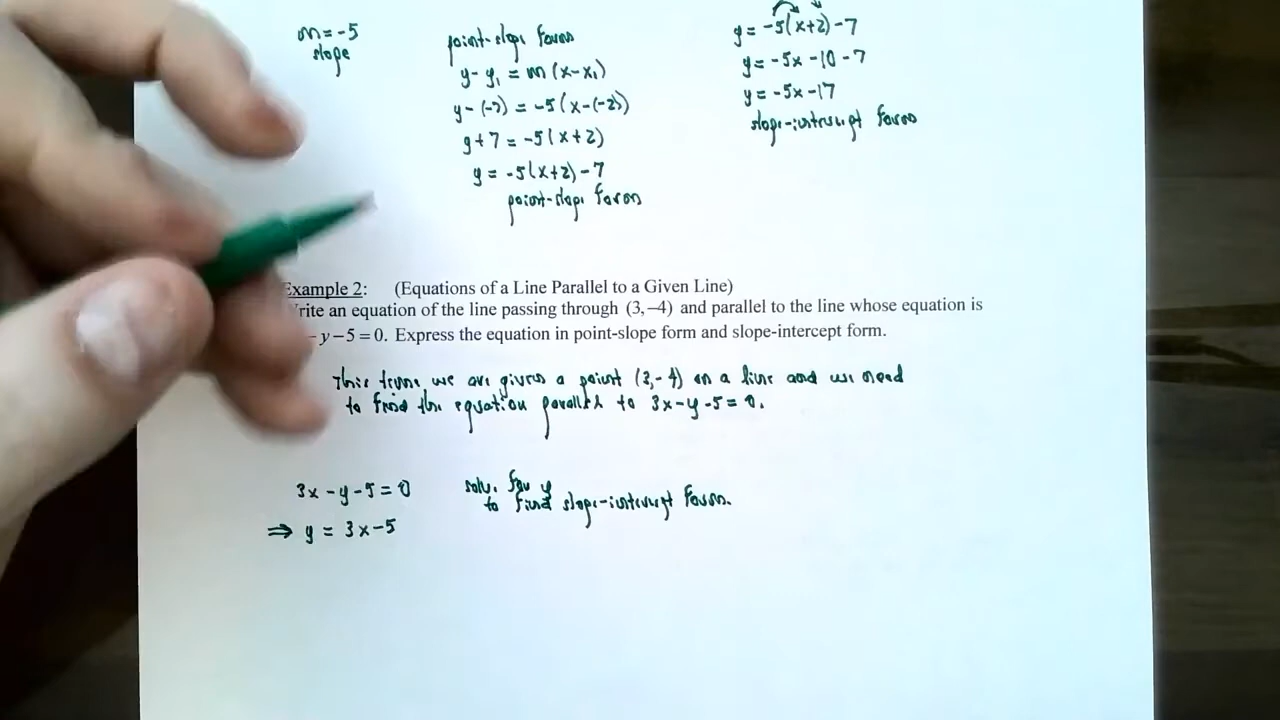 m = -5
slope
point-slope form
y - y₁ = m(x - x₁)
y - (-7) = -5(x - (-2))
y + 7 = -5(x + 2)
y = -5(x+2) - 7
point-slope form
y = -5(x+2) - 7
y = -5x - 10 - 7
y = -5x - 17
slope-intercept form
Example 2: (Equations of a Line Parallel to a Given Line)
rite an equation of the line passing through (3,−4) and parallel to the line whose equation is
− y − 5 = 0. Express the equation in point-slope form and slope-intercept form.
This time we are given a point (3,-4) on a line and we need
to find the equation parallel to 3x - y - 5 = 0.
3x - y - 5 = 0
⇒ y = 3x - 5
solve for y
to find slope-intercept form.